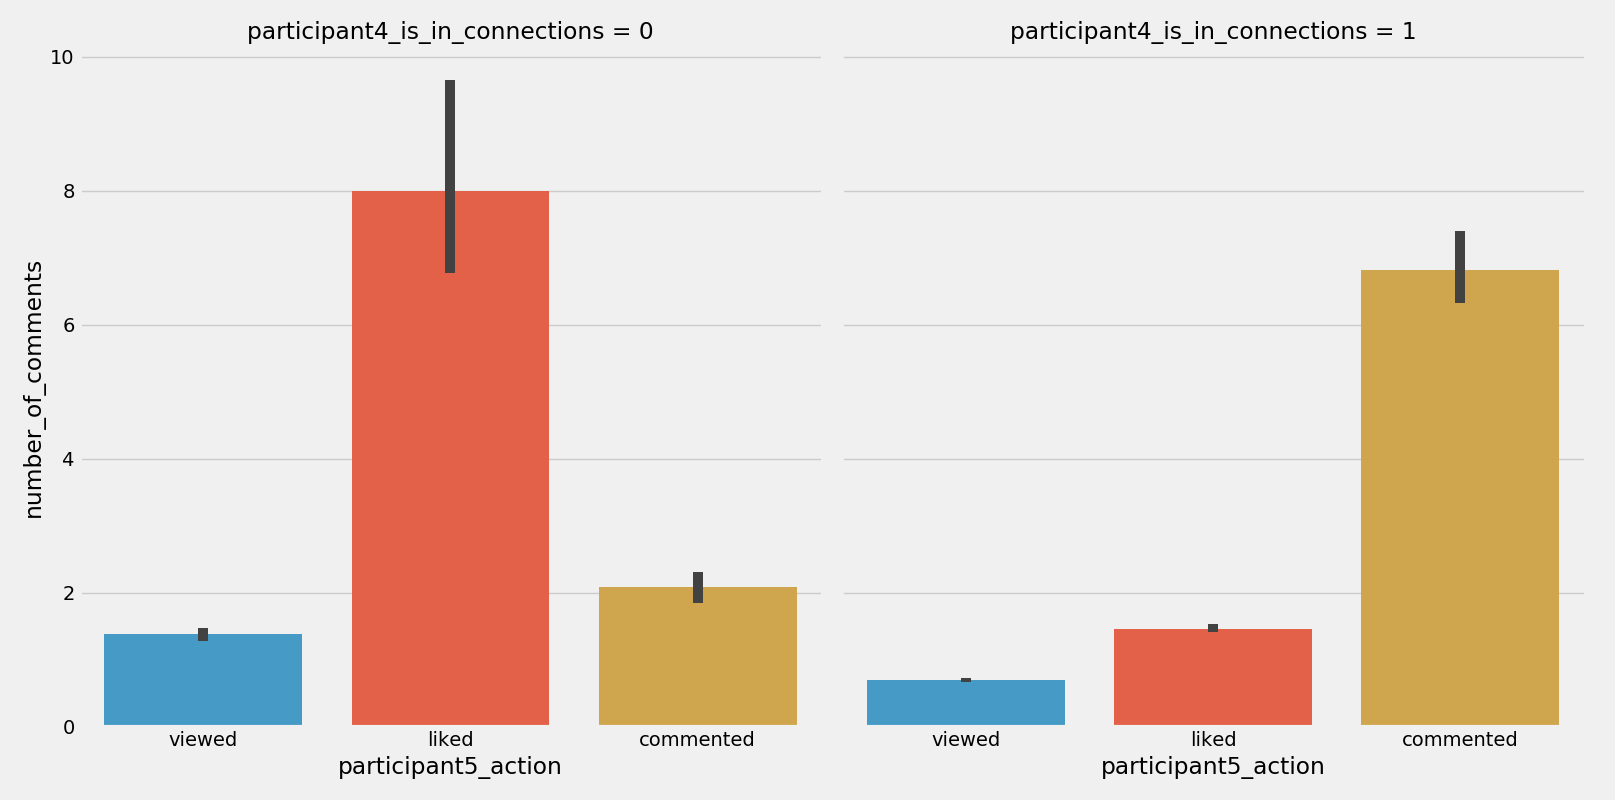 participant4_is_in_connections = 0
participant4_is_in_connections = 1
10
8
6
4
2
0
number_of_comments
viewed liked commented
viewed liked commented
participant5_action
participant5_action